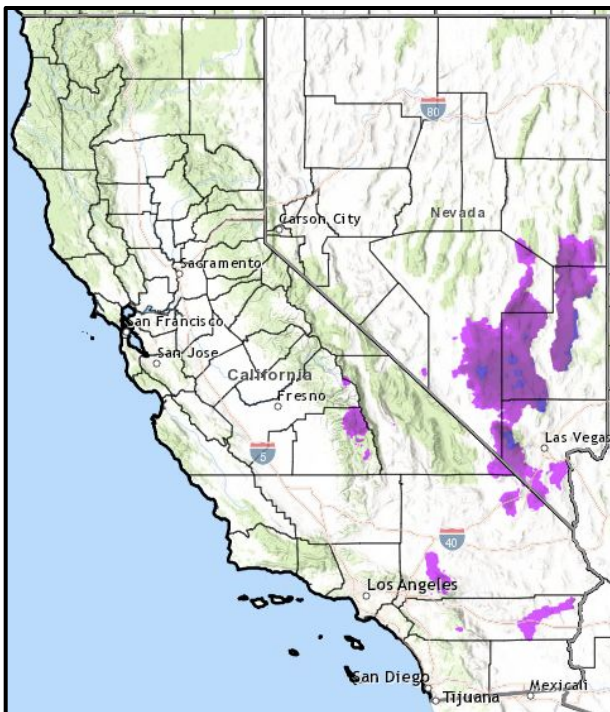 80
Nevada
Carson City
Sacramento
San Francisco
San Jose
California
Fresno
5
Las Vegas
40
Los Angeles
San Diego
Mexicali
Tijuana